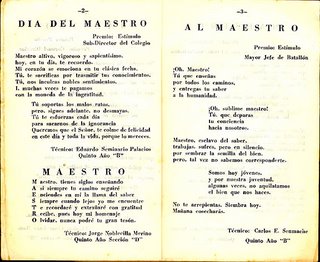 —2—
DIA DEL MAESTRO
Premio: Estímulo
Sub-Director del Colegio
Maestro altivo, vigoroso y sapientísimo.
hoy, en tu día, te recuerdo.
Mi corazón se emociona en tu clásica fecha.
Tú, te sacrificas por trasmitir tus conocimientos.
Tú, nos inculcas nobles sentimientos.
I, muchas veces te pagamos
con la moneda de la ingratitud.
Tú soportas los malos ratos,
pero, sigues adelante, no desmayas.
Tú te esfuerzas cada día
para sacarnos de la ignorancia
Queremos que el Señor, te colme de felicidad
en este día y toda la vida, porque lo mereces.
Técnico: Eduardo Seminario Palacios
Quinto Año "B"
MAESTRO
M aestro, tienes siglos enseñando
A sí siempre tu camino seguiré
E nciendes en mí la llama del saber
S iempre cuando lejos yo me encuentre
T e recordaré y extrañaré con gratitud
R ecibe, pues hoy mi homenaje
O lvidar, nunca podré tu gran tesón.
Técnico: Jorge Noblecilla Merino
Quinto Año Sección "D"
—3—
AL MAESTRO
Premio: Estímulo
Mayor Jefe de Batallón
¡Oh, Maestro!
Tú que enseñas
por todos los caminos,
y entregas tu saber
a la humanidad.
¡Oh, sublime maestro!
Tú que deparas
tu conciencia
hacia nosotros.
Maestro, esclavo del saber,
trabajas, sufres, pero en silencio.
por sembrar la semilla del bien.
pero, tal vez no sabemos corresponderte.
Somos hoy jóvenes,
y por nuestra juventud,
algunas veces, no aquilatamos
el bien que nos haces.
No te arrepientas, Siembra hoy,
Mañana cosecharás.
Técnico: Carlos E.
Quinto Año "B"